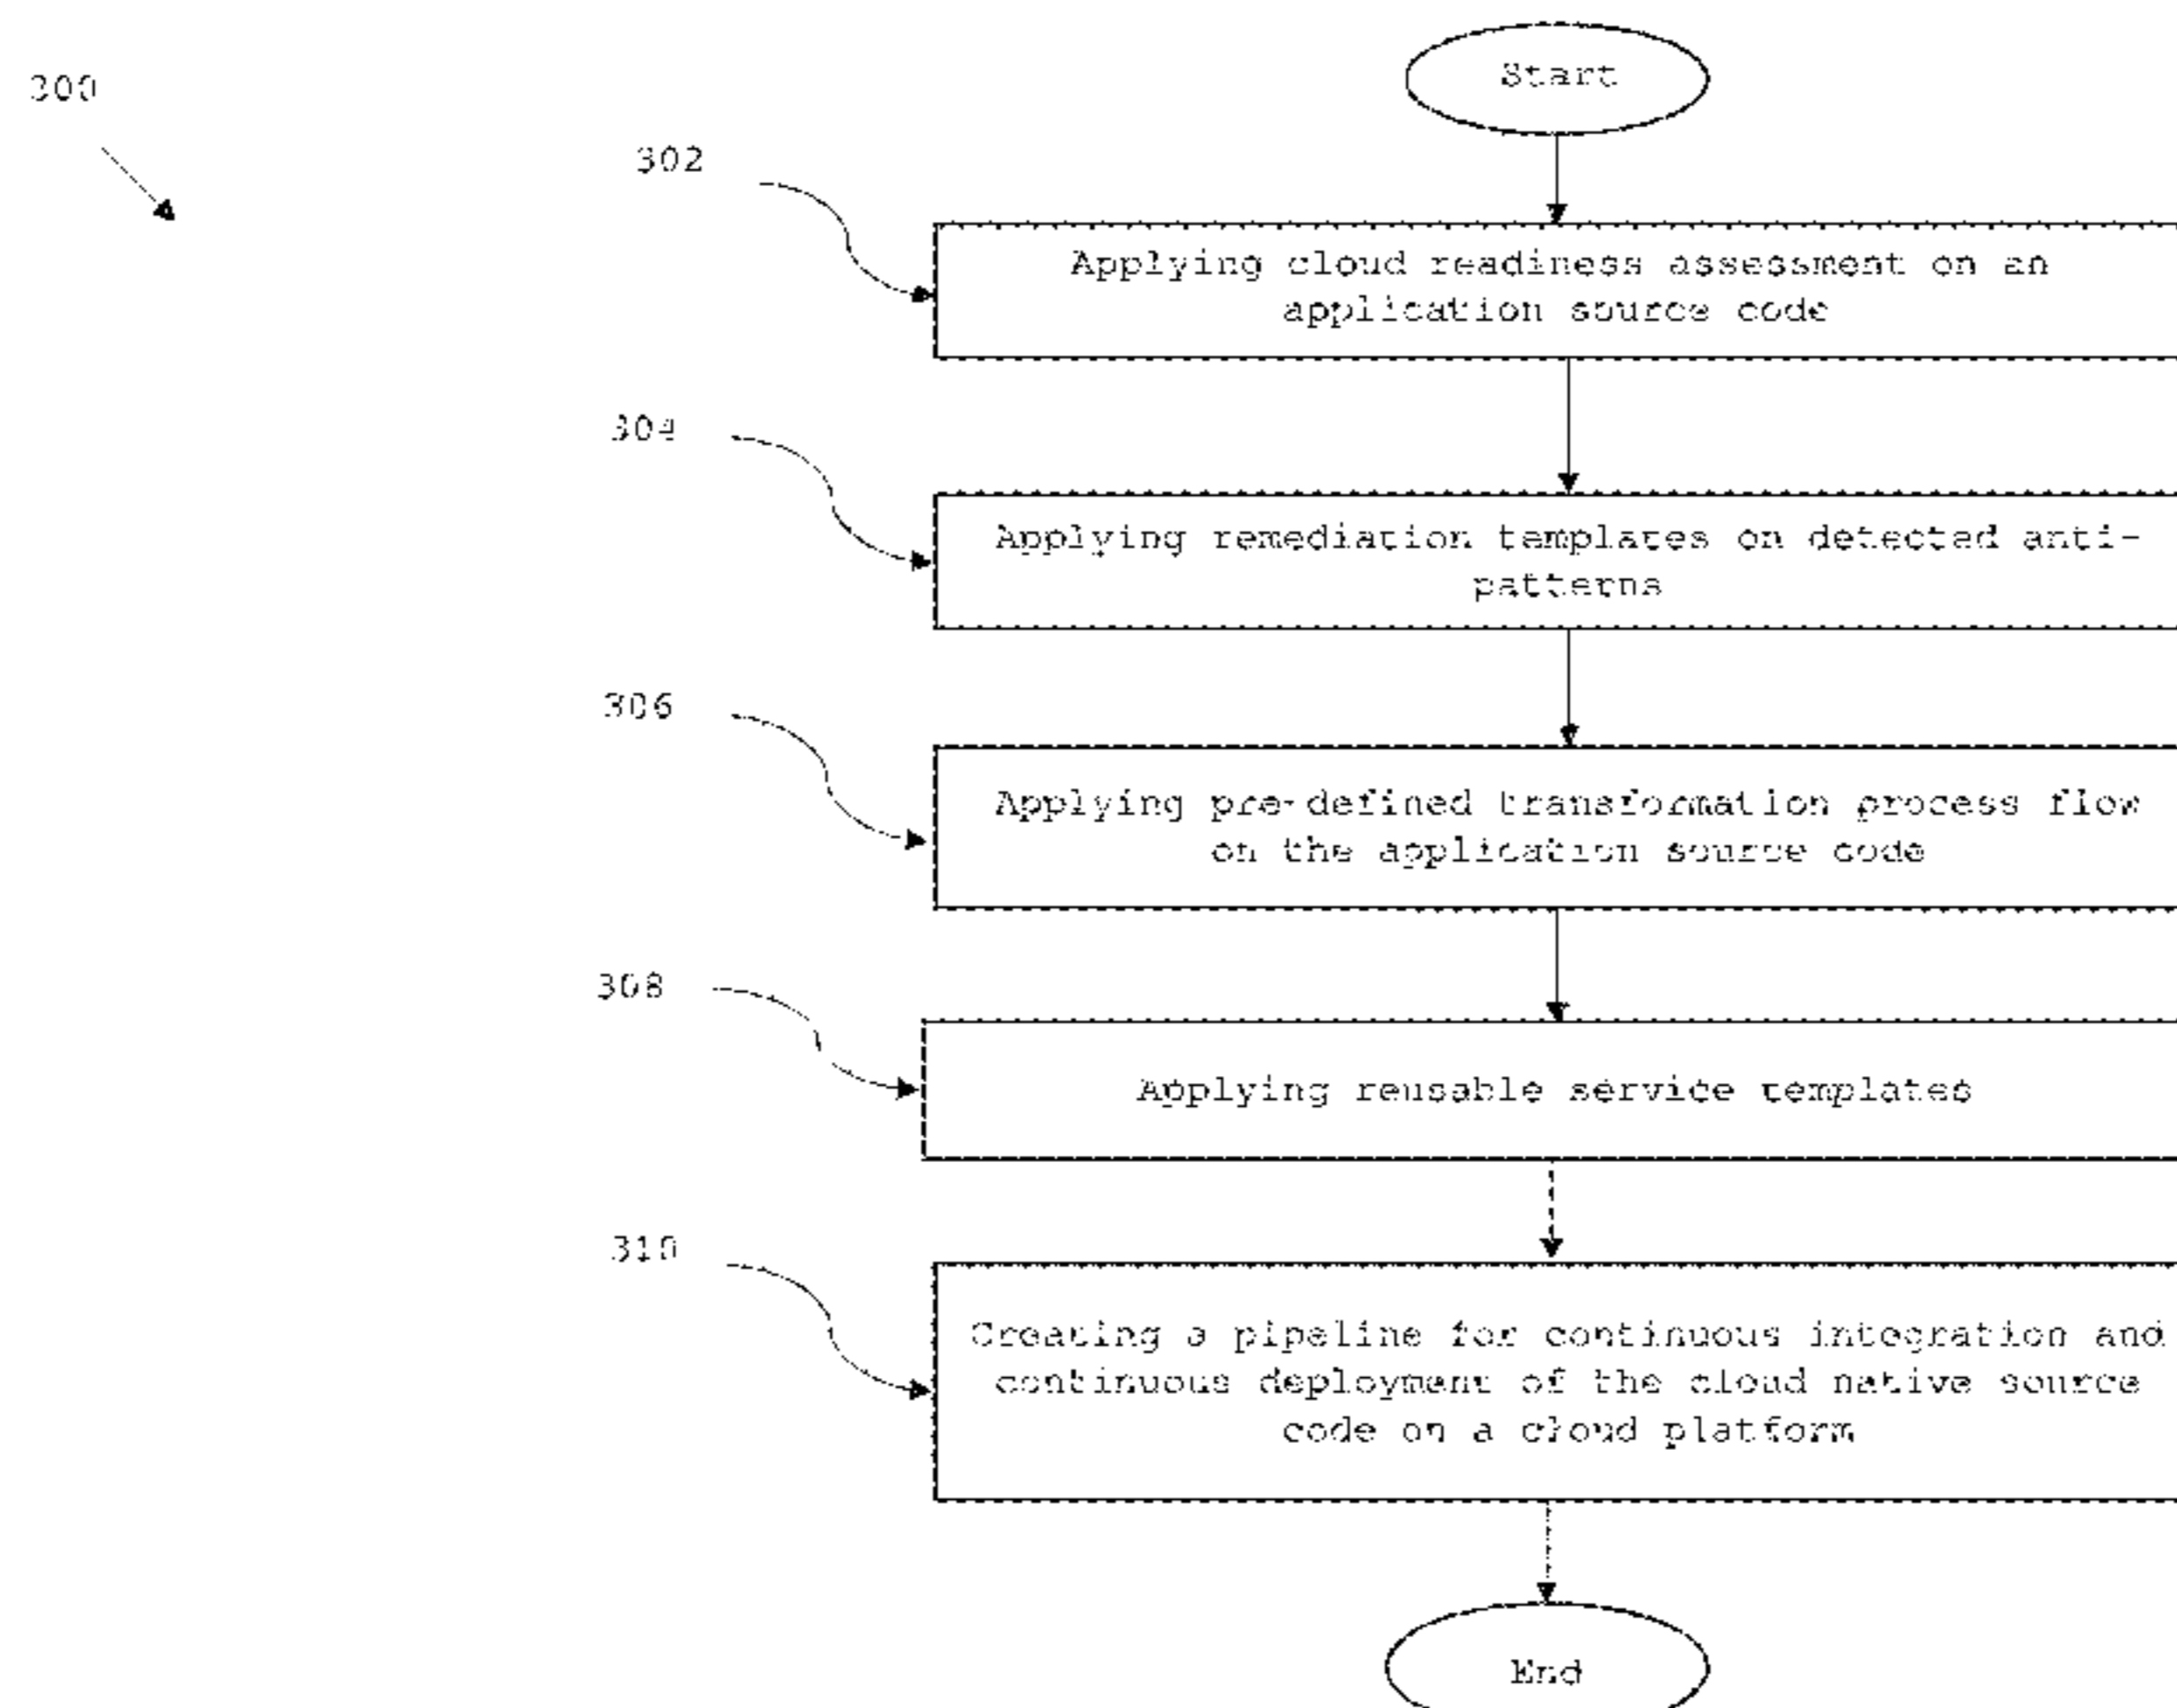 300
Start
302
Applying cloud readiness assessment on an
application source code
304
Applying remediation templates on detected anti-
patterns
306
Applying pre-defined transformation process flow
on the application source code
308
Applying reusable service templates
310
Creating a pipeline for continuous integration and
continuous deployment of the cloud native source
code on a cloud platform
End